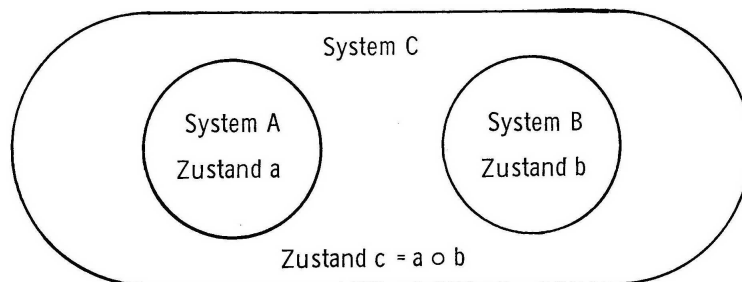 System C
System A
Zustand a
System B
Zustand b
Zustand c = a o b